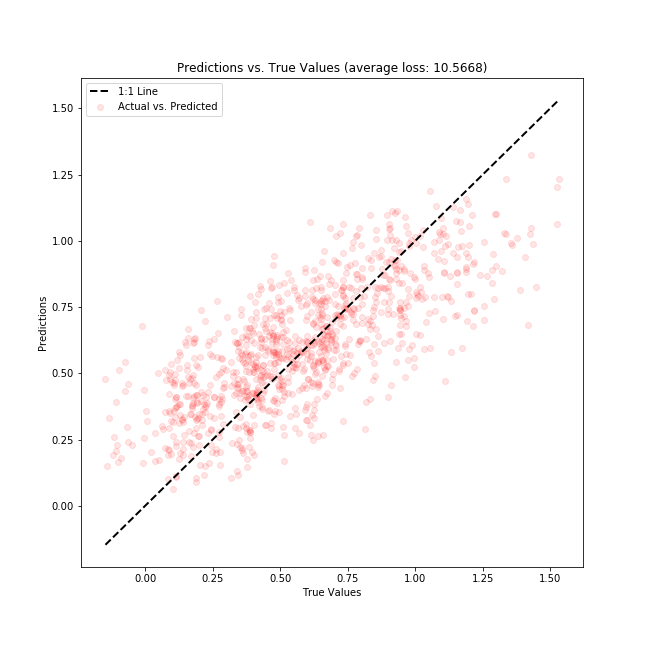 Predictions vs. True Values (average loss: 10.5668)
1:1 Line
Actual vs. Predicted
1.50
1.25
1.00
0.75
0.50
0.25
0.00
Predictions
0.00 0.25 0.50 0.75 1.00 1.25 1.50
True Values